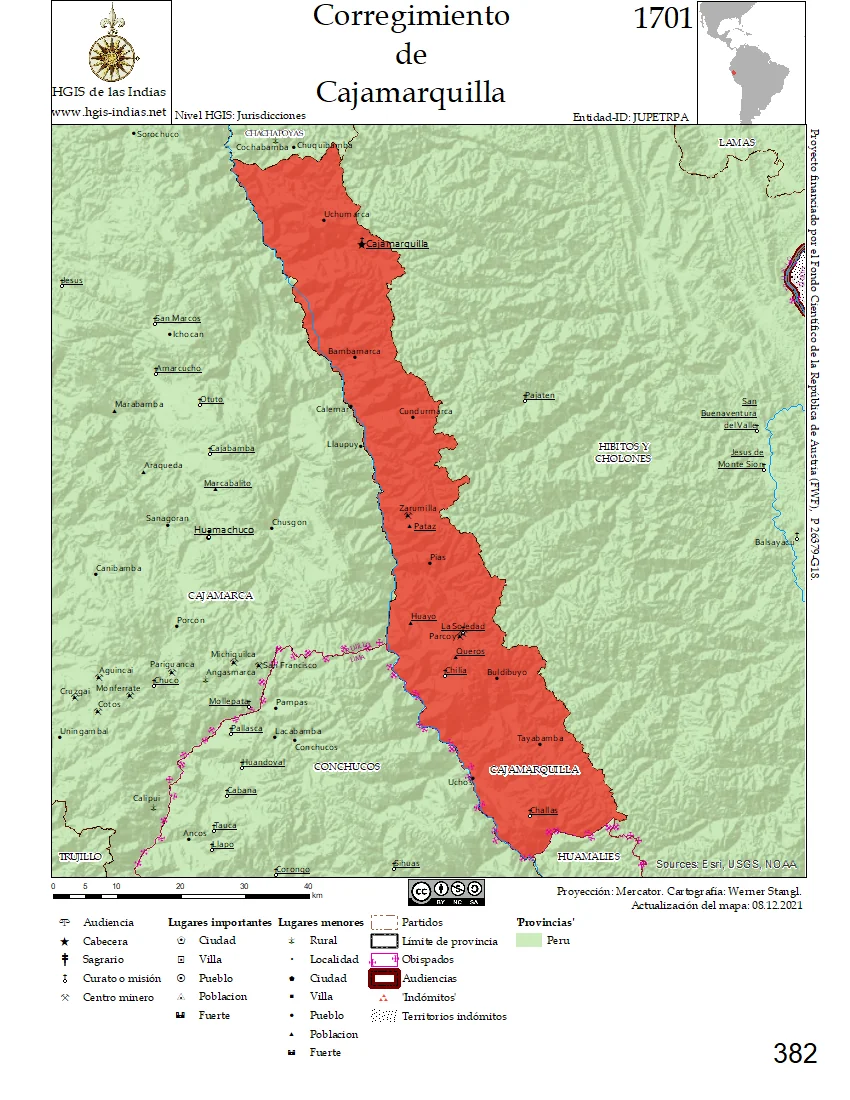 Corregimiento
de
Cajamarquilla
1701
HGIS de las Indias
www.hgis-indias.net
Nivel HGIS: Jurisdicciones
Entidad-ID: JUPETRPA
Sorochuco
CHACHAPOYAS
Cochabamba
Chuquibamba
LAMAS
Uchumarca
Cajamarquilla
Jesus
San Marcos
Ichocan
Bambamarca
Amarcucho
Marabamba
Otuto
Calemar
Cundurmarca
Pajaten
San
Buenaventura
del Valle
Llaupuy
Cajabamba
HIBITOS Y
CHOLONES
Jesus de
Monte Sion
Araqueda
Marcabalito
Zarumilla
Pataz
Sanagoran
Huamachuco
Chusgon
Balsayacu
Pias
Canibamba
CAJAMARCA
Porcon
Huayo
La Soledad
Parcoy
TRUJILLO
LIMA
Queros
Michiquilca
San Francisco
Pariguanca
Angasmarca
Aguincai
Chuco
Chilia
Buldibuyo
Cruzgai
Monferrate
Cotos
Mollepata
Pampas
Uningambal
Pallasca
Lacabamba
Conchucos
Tayabamba
Huandoval
CONCHUCOS
CAJAMARQUILLA
Uchos
Cabana
Calipui
Challas
Tauca
Ancos
Llapo
TRUJILLO
Corongo
Sihuas
HUAMALIES
Sources: Esri, USGS, NOAA
Proyecto financiado por el Fondo Científico de la República de Austria (FWF), P 26379-G18.
0 5 10 20 30 40
km
CC BY NC SA
Proyección: Mercator. Cartografía: Werner Stangl.
Actualización del mapa: 08.12.2021
Audiencia
Cabecera
Sagrario
Curato o misión
Centro minero
Lugares importantes
Ciudad
Villa
Pueblo
Poblacion
Fuerte
Lugares menores
Rural
Localidad
Ciudad
Villa
Pueblo
Poblacion
Fuerte
Partidos
Límite de provincia
Obispados
Audiencias
'Indómitos'
Territorios indómitos
'Provincias'
Peru
382